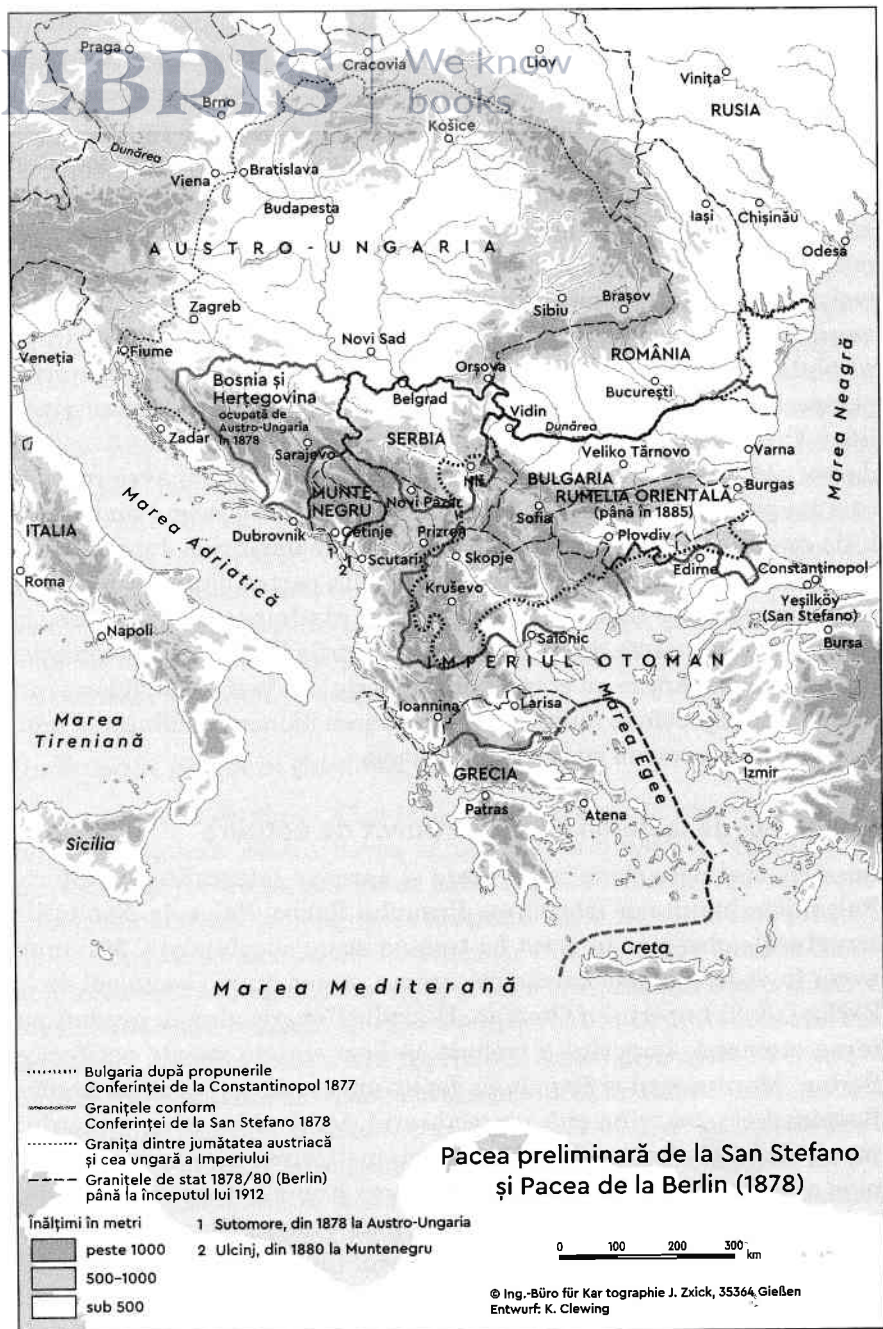 LIBRIS
We know
books
Praga
Cracovia
Liov
Vinița
RUSIA
Brno
Košice
Dunărea
Viena
Bratislava
Budapesta
Iași
Chișinău
Odesa
AUSTRO-UNGARIA
Zagreb
Sibiu
Brașov
Veneția
Fiume
Novi Sad
ROMÂNIA
Orșova
București
Marea Neagră
Bosnia și
Herțegovina
ocupată de
Austro-Ungaria
în 1878
Belgrad
Vidin
Dunărea
Zadar
SERBIA
Sarajevo
Veliko Tărnovo
Varna
Niš
BULGARIA
Burgas
MUNTE-
NEGRU
Novi Pazar
RUMELIA ORIENTALĂ
(până în 1885)
Sofia
ITALIA
Marea Adriatică
Dubrovnik
Cetinje
Prizren
Plovdiv
1
2
Scutari
Skopje
Edirne
Constantinopol
Roma
Kruševo
Yeșilköy
(San Stefano)
Napoli
Salonic
Bursa
IMPERIUL OTOMAN
Ioannina
Larisa
Marea Egee
Marea
Tireniană
GRECIA
Izmir
Patras
Atena
Sicilia
Creta
Marea Mediterană
Bulgaria după propunerile
Conferinței de la Constantinopol 1877
Granițele conform
Conferinței de la San Stefano 1878
Granița dintre jumătatea austriacă
și cea ungară a Imperiului
Granițele de stat 1878/80 (Berlin)
până la începutul lui 1912
Pacea preliminară de la San Stefano
și Pacea de la Berlin (1878)
Înălțimi în metri
peste 1000
500–1000
sub 500
1 Sutomore, din 1878 la Austro-Ungaria
2 Ulcinj, din 1880 la Muntenegru
0 100 200 300 km
© Ing.-Büro für Kar tographie J. Zxick, 35364 Gießen
Entwurf: K. Clewing